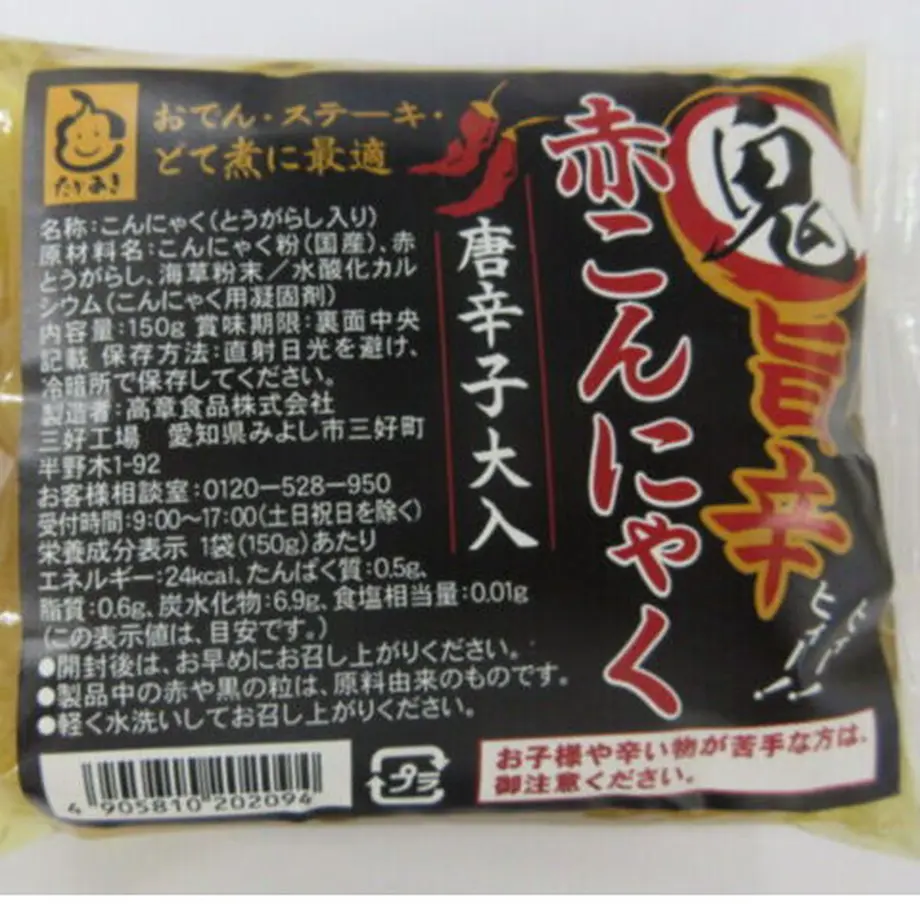 たかあき
おでん・ステーキ・
どて煮に最適
鬼
旨辛
赤こんにゃく
唐辛子大入
ヒィー!
ヒィー!
名称:こんにゃく(とうがらし入り)
原材料名:こんにゃく粉(国産)、赤
とうがらし、海草粉末/水酸化カル
シウム(こんにゃく用凝固剤)
内容量:150g 賞味期限:裏面中央
記載 保存方法:直射日光を避け、
冷暗所で保存してください。
製造者:高章食品株式会社
三好工場 愛知県みよし市三好町
半野木1-92
お客様相談室:0120-528-950
受付時間:9:00〜17:00(土日祝日を除く)
栄養成分表示 1袋(150g)あたり
エネルギー:24kcal、たんぱく質:0.5g、
脂質:0.6g、炭水化物:6.9g、食塩相当量:0.01g
(この表示値は、目安です。)
●開封後は、お早めにお召し上がりください。
●製品中の赤や黒の粒は、原料由来のものです。
●軽く水洗いしてお召し上がりください。
4 905810 202094
プラ
お子様や辛い物が苦手な方は、
御注意ください。